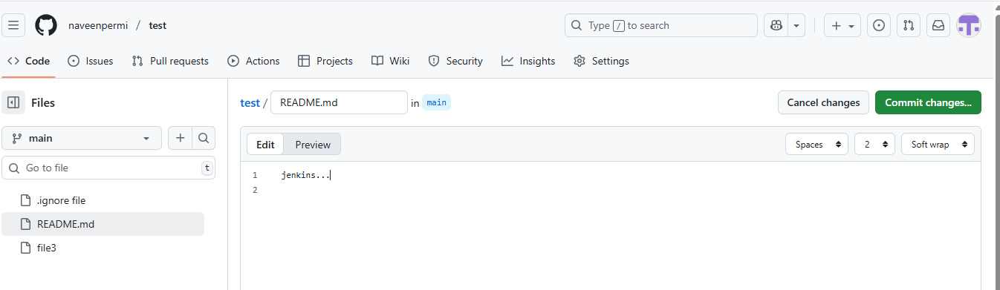 naveenpermi / test
Type / to search
Code Issues Pull requests Actions Projects Wiki Security Insights Settings
Files
main
Go to file t
.ignore file
README.md
file3
test / README.md in main
Cancel changes Commit changes...
Edit Preview
Spaces 2 Soft wrap
1 jenkins...
2